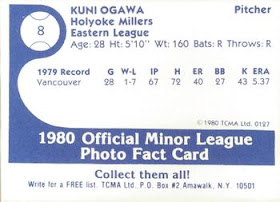 KUNI OGAWA Pitcher
8
Holyoke Millers
Eastern League
Age: 28 Ht: 5'10" Wt: 160 Bats: R Throws: R
1979 Record G W-L IP H ER BB K ERA
Vancouver 28 1-1 67 72 40 27 43 5.37
© 1980 TCMA Ltd. 0127
1980 Official Minor League
Photo Fact Card
Collect them all!
Write for a FREE list. TCMA Ltd. P.O. Box #2 Amawalk, N.Y. 10501